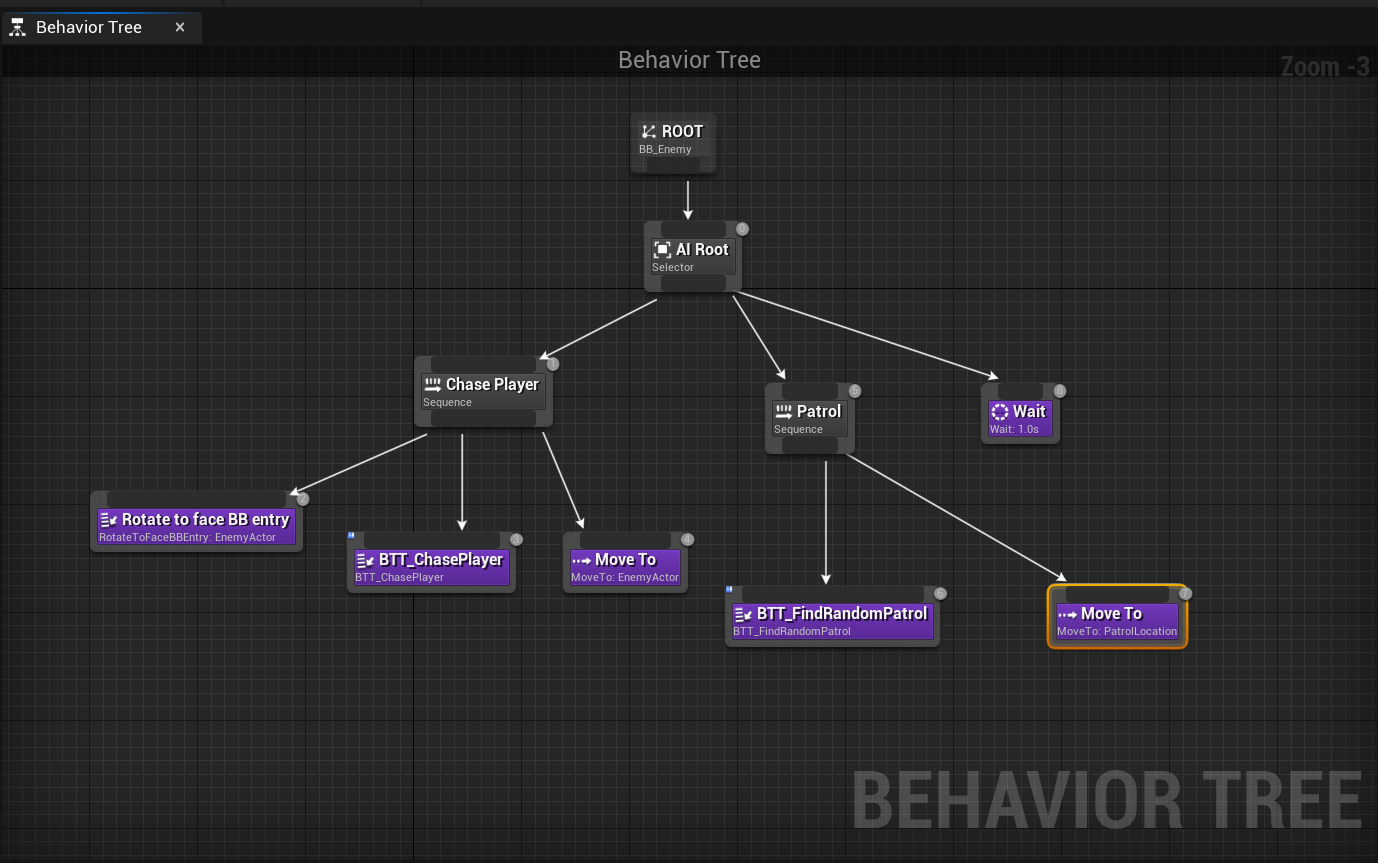 Behavior Tree
Behavior Tree
Zoom -3
ROOT
BB_Enemy
0
AI Root
Selector
1
Chase Player
Sequence
5
Patrol
Sequence
8
Wait
Wait: 1.0s
2
Rotate to face BB entry
RotateToFaceBBEntry: EnemyActor
3
BTT_ChasePlayer
BTT_ChasePlayer
4
Move To
MoveTo: EnemyActor
6
BTT_FindRandomPatrol
BTT_FindRandomPatrol
7
Move To
MoveTo: PatrolLocation
BEHAVIOR TREE